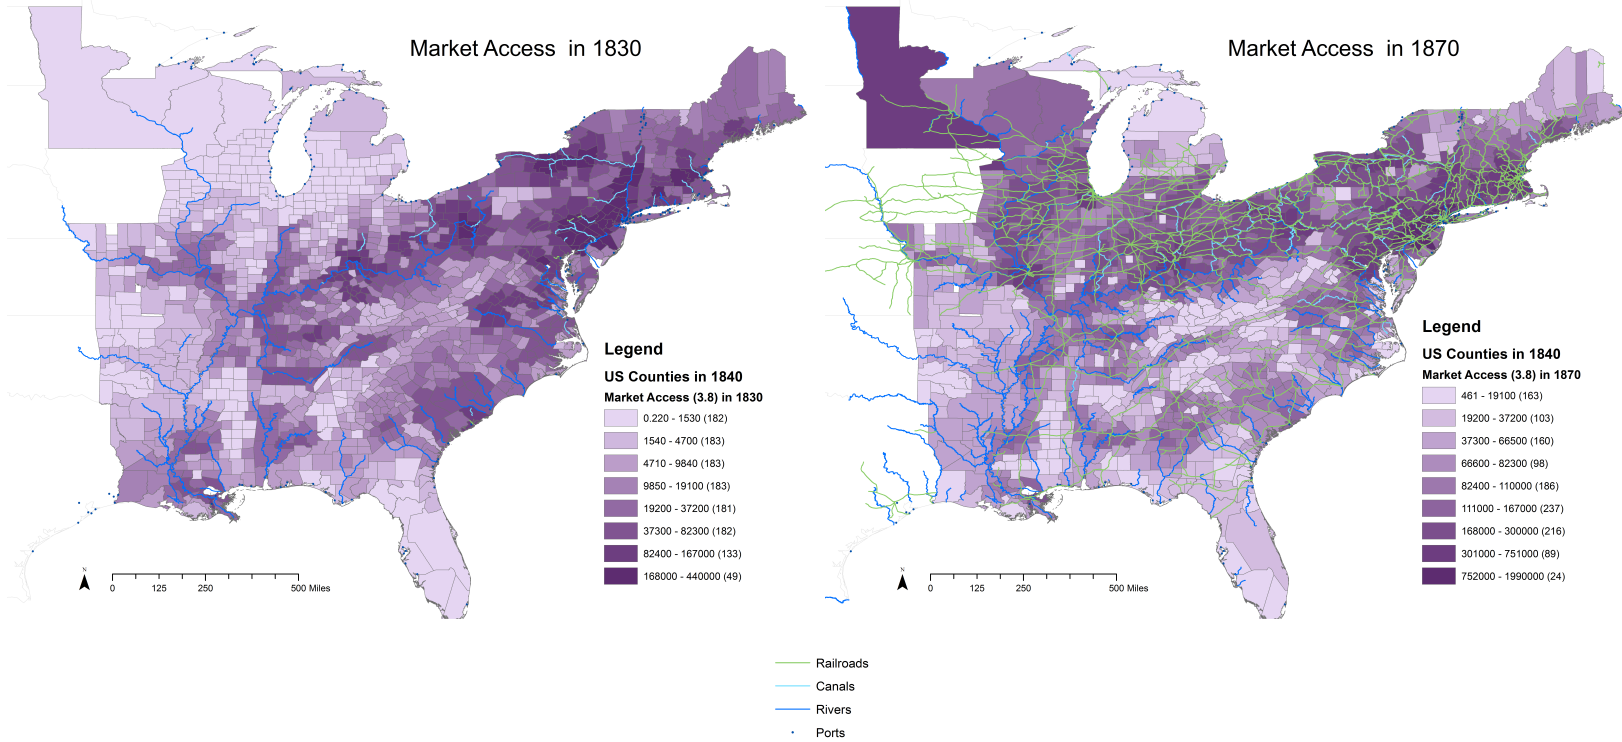 Market Access  in 1830
Legend
US Counties in 1840
Market Access (3.8) in 1830
0.220 - 1530 (182)
1540 - 4700 (183)
4710 - 9840 (183)
9850 - 19100 (183)
19200 - 37200 (181)
37300 - 82300 (182)
82400 - 167000 (133)
168000 - 440000 (49)
N
0 125 250 500 Miles
Market Access  in 1870
Legend
US Counties in 1840
Market Access (3.8) in 1870
461 - 19100 (163)
19200 - 37200 (103)
37300 - 66500 (160)
66600 - 82300 (98)
82400 - 110000 (186)
111000 - 167000 (237)
168000 - 300000 (216)
301000 - 751000 (89)
752000 - 1990000 (24)
N
0 125 250 500 Miles
Railroads
Canals
Rivers
Ports